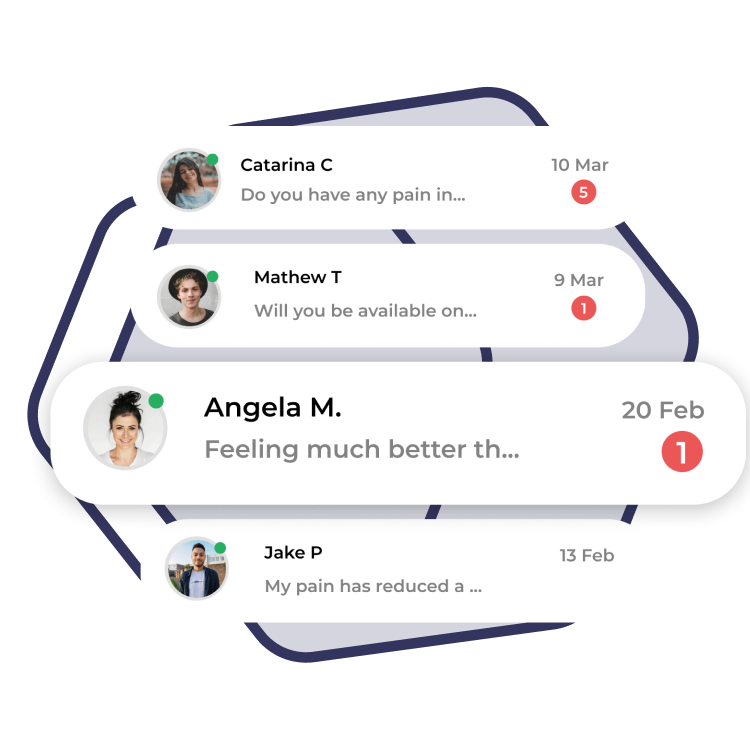 Catarina C
10 Mar
Do you have any pain in...
5
Mathew T
9 Mar
Will you be available on...
1
Angela M.
20 Feb
Feeling much better th...
1
Jake P
13 Feb
My pain has reduced a ...